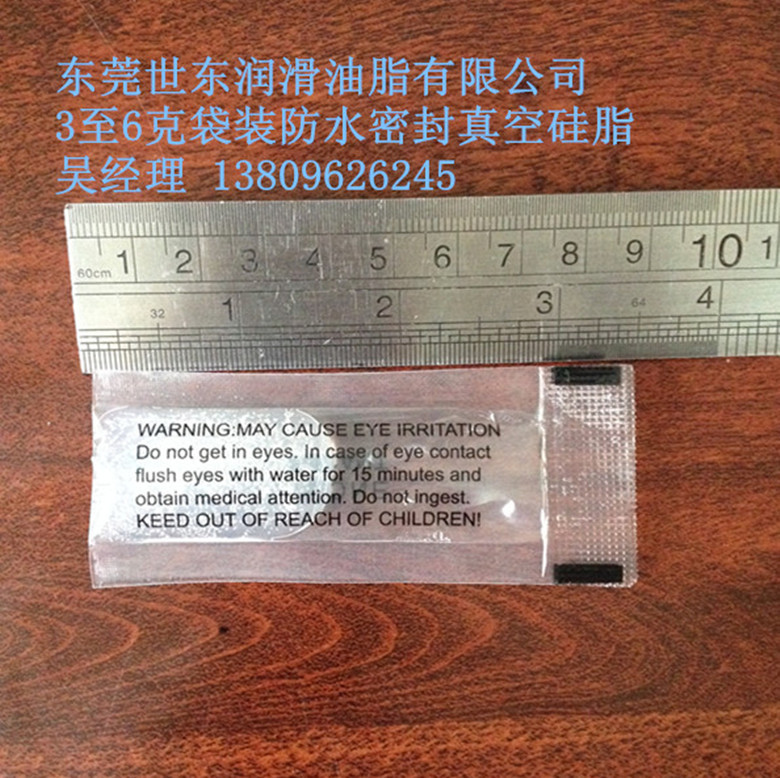 东莞世东润滑油脂有限公司
3至6克袋装防水密封真空硅脂
吴经理 13809626245
60cm 1 2 3 4 5 6 7 8 9 10 1
32 1 2 3 64 4
WARNING:MAY CAUSE EYE IRRITATION
Do not get in eyes. In case of eye contact
flush eyes with water for 15 minutes and
obtain medical attention. Do not ingest.
KEED OUT OF REACH OF CHILDREN!